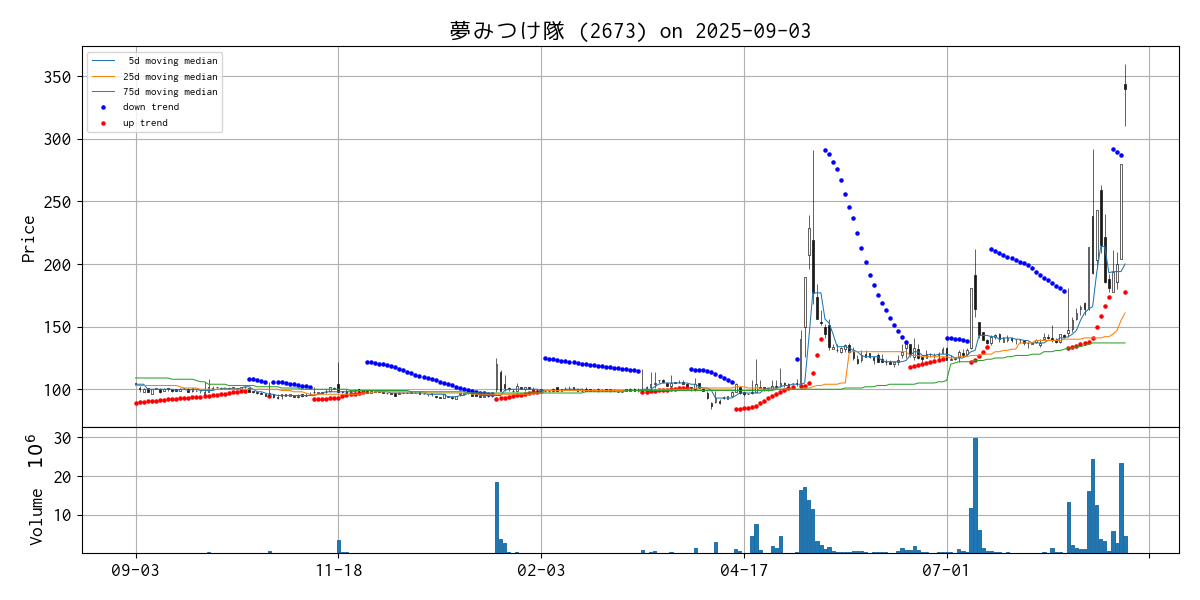 夢みつけ隊 (2673) on 2025-09-03
5d moving median
25d moving median
75d moving median
down trend
up trend
Price
350
300
250
200
150
100
Volume 10^6
30
20
10
09-03
11-18
02-03
04-17
07-01